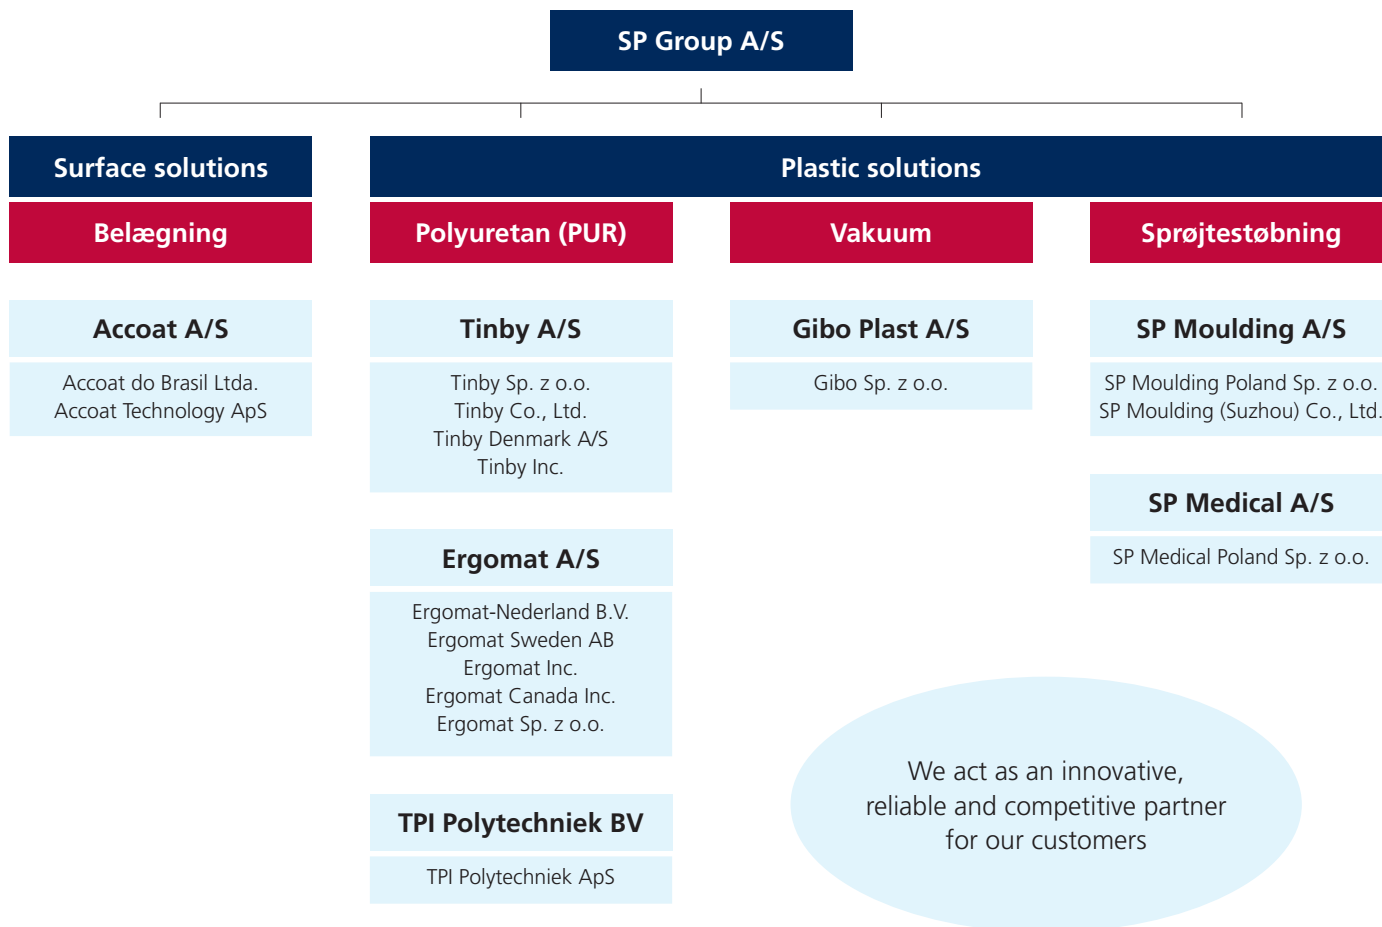 SP Group A/S
Surface solutions
Plastic solutions
Belægning
Polyuretan (PUR)
Vakuum
Sprøjtestøbning
Accoat A/S
Accoat do Brasil Ltda.
Accoat Technology ApS
Tinby A/S
Tinby Sp. z o.o.
Tinby Co., Ltd.
Tinby Denmark A/S
Tinby Inc.
Ergomat A/S
Ergomat-Nederland B.V.
Ergomat Sweden AB
Ergomat Inc.
Ergomat Canada Inc.
Ergomat Sp. z o.o.
TPI Polytechniek BV
TPI Polytechniek ApS
Gibo Plast A/S
Gibo Sp. z o.o.
SP Moulding A/S
SP Moulding Poland Sp. z o.o.
SP Moulding (Suzhou) Co., Ltd.
SP Medical A/S
SP Medical Poland Sp. z o.o.
We act as an innovative,
reliable and competitive partner
for our customers